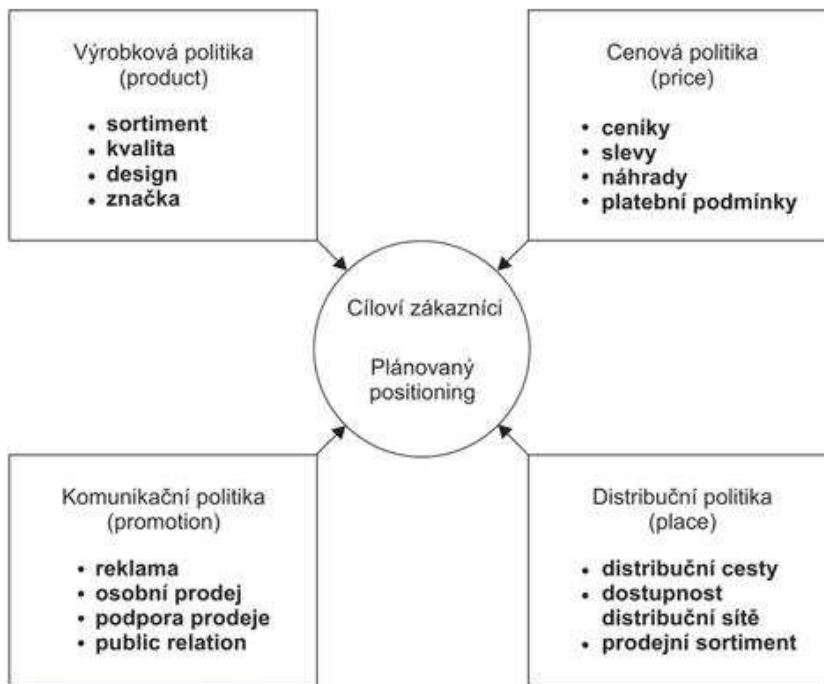 Výrobková politika
(product)
• sortiment
• kvalita
• design
• značka
Cenová politika
(price)
• ceníky
• slevy
• náhrady
• platební podmínky
Cíloví zákazníci
Plánovaný
positioning
Komunikační politika
(promotion)
• reklama
• osobní prodej
• podpora prodeje
• public relation
Distribuční politika
(place)
• distribuční cesty
• dostupnost
distribuční sítě
• prodejní sortiment